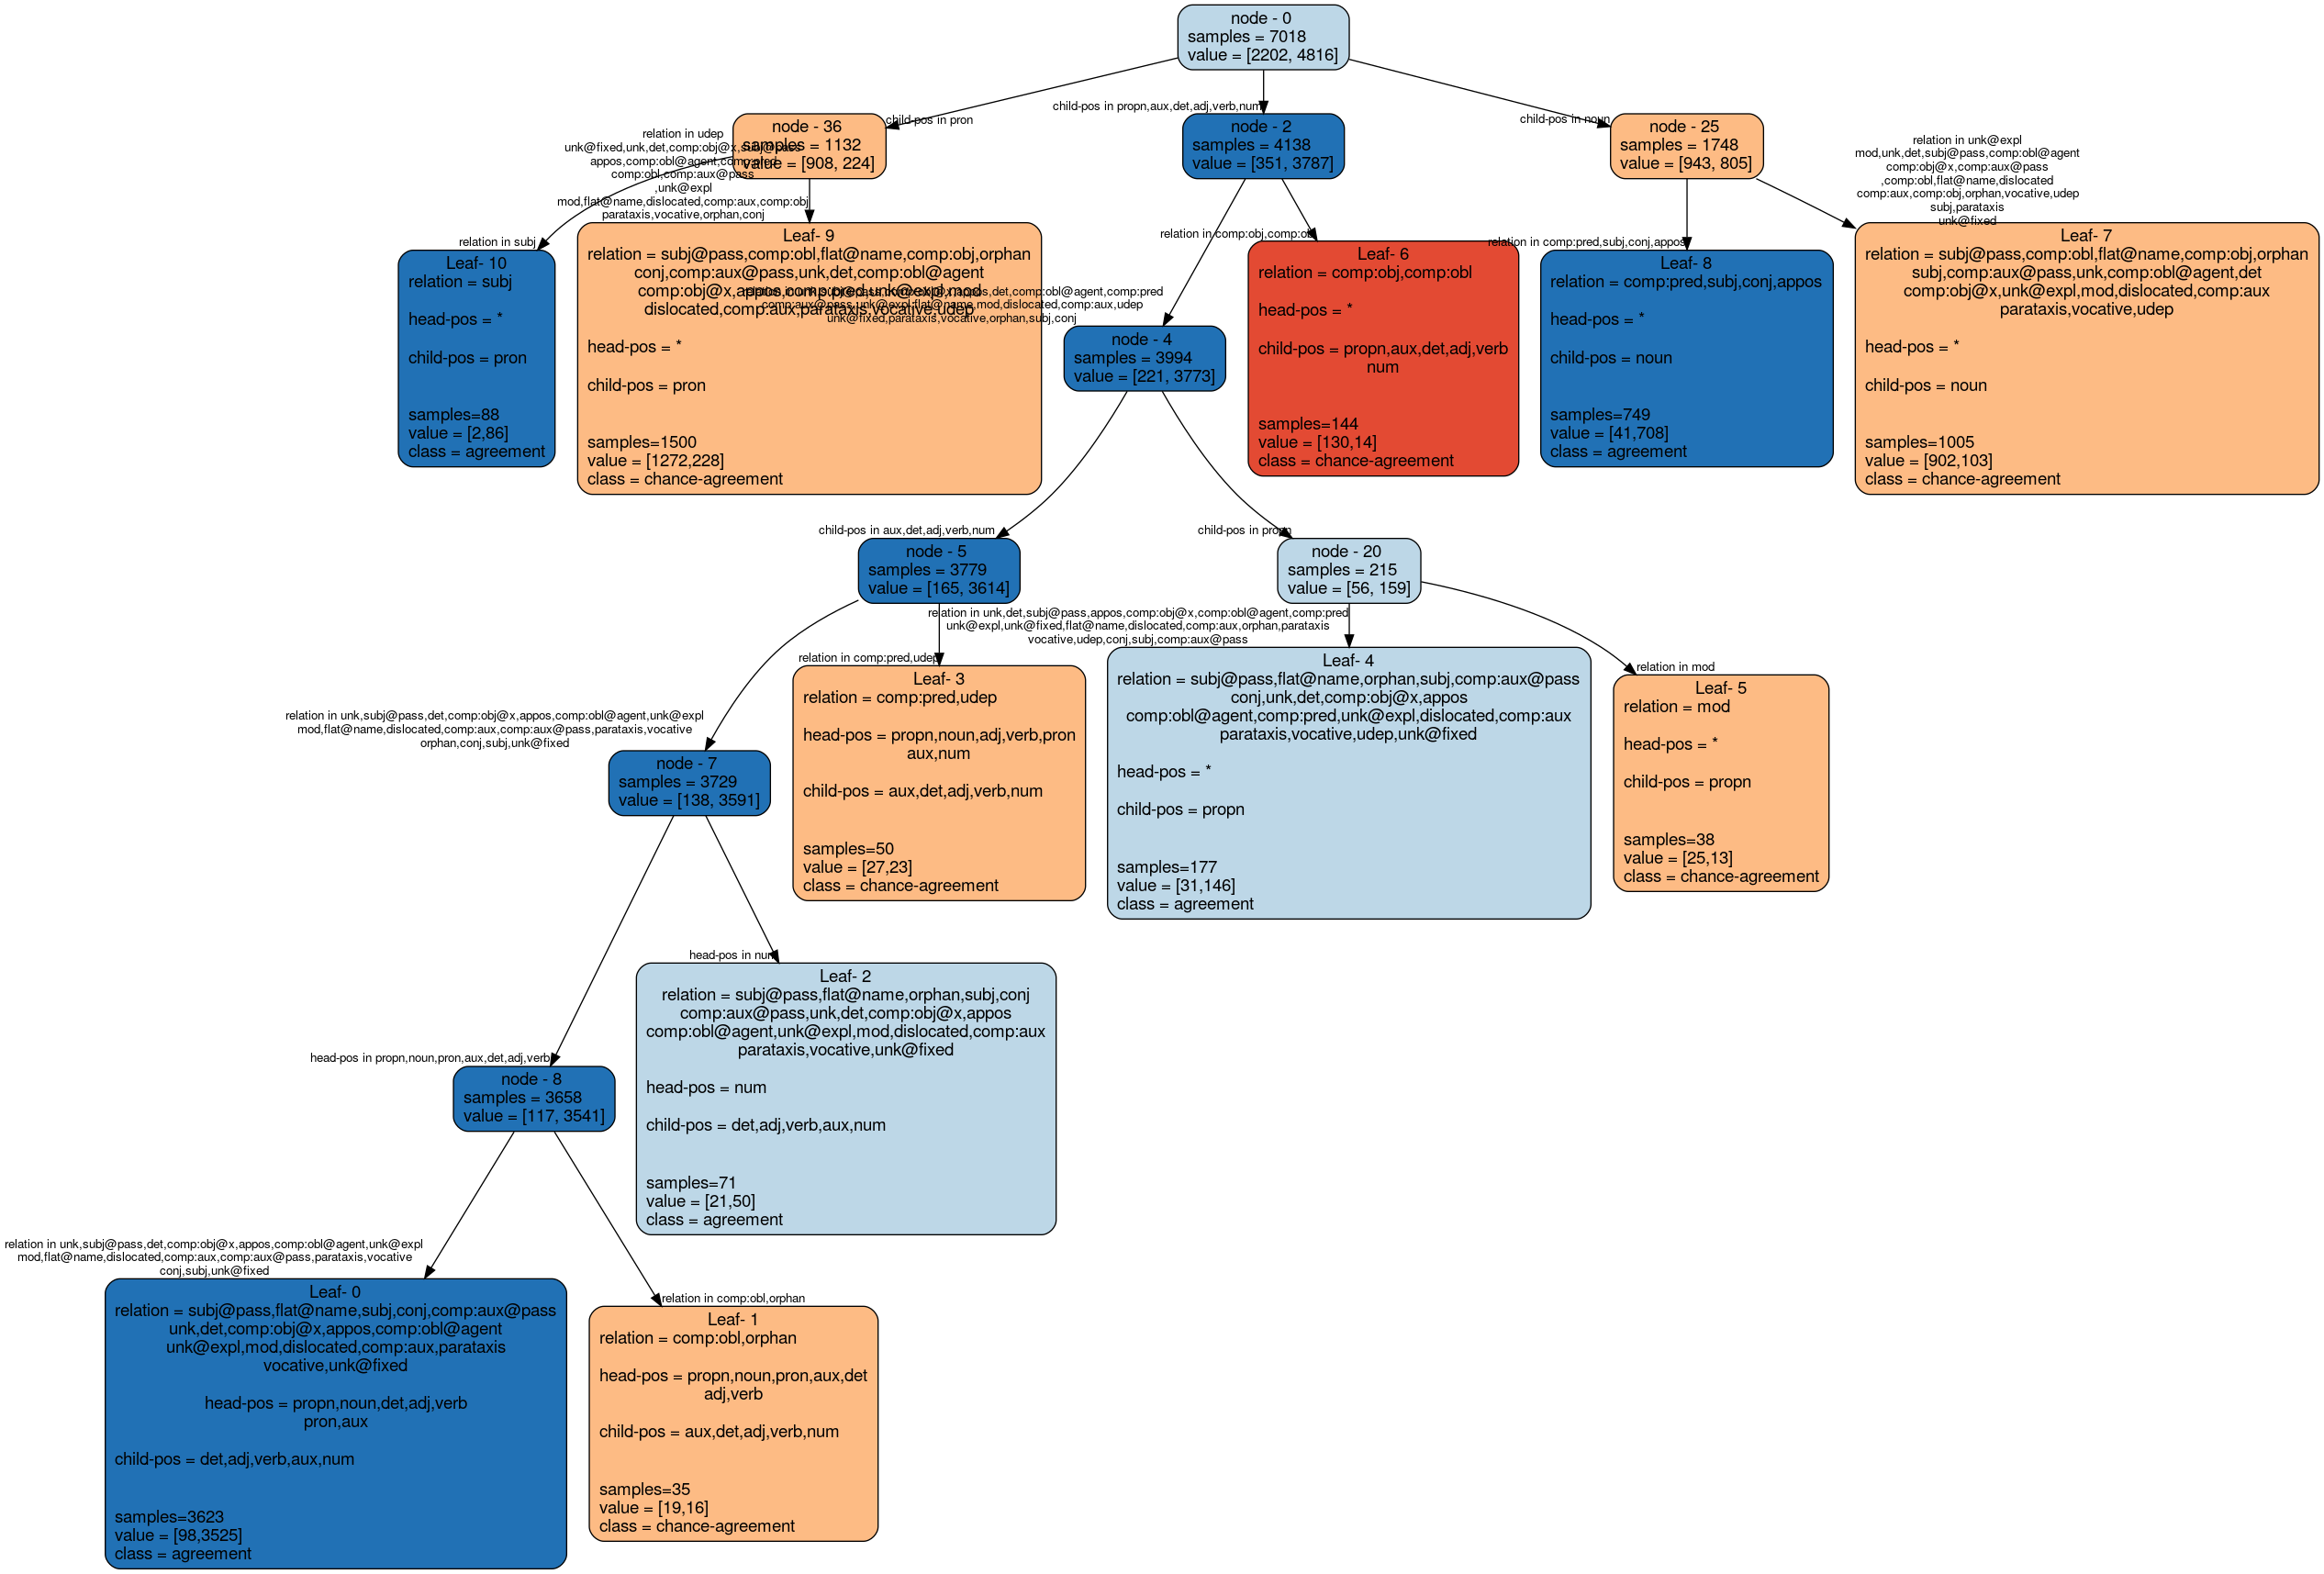 node - 0
samples = 7018
value = [2202, 4816]
child-pos in pron
child-pos in propn,aux,det,adj,verb,num
child-pos in noun
node - 36
samples = 1132
value = [908, 224]
node - 2
samples = 4138
value = [351, 3787]
node - 25
samples = 1748
value = [943, 805]
relation in udep
unk@fixed,unk,det,comp:obj@x,subj@pass
appos,comp:obl@agent,comp:pred
comp:obl,comp:aux@pass
,unk@expl
mod,flat@name,dislocated,comp:aux,comp:obj
parataxis,vocative,orphan,conj
relation in unk@expl
mod,unk,det,subj@pass,comp:obl@agent
comp:obj@x,comp:aux@pass
,comp:obl,flat@name,dislocated
comp:aux,comp:obj,orphan,vocative,udep
subj,parataxis
unk@fixed
relation in subj
relation in comp:obj,comp:obl
relation in comp:pred,subj,conj,appos
Leaf- 10
relation = subj
head-pos = *
child-pos = pron
samples=88
value = [2,86]
class = agreement
Leaf- 9
relation = subj@pass,comp:obl,flat@name,comp:obj,orphan
conj,comp:aux@pass,unk,det,comp:obl@agent
comp:obj@x,appos,comp:pred,unk@expl,mod
dislocated,comp:aux,parataxis,vocative,udep
head-pos = *
child-pos = pron
samples=1500
value = [1272,228]
class = chance-agreement
relation in unk,subj@pass,comp:obj@x,appos,det,comp:obl@agent,comp:pred
comp:aux@pass,unk@expl,flat@name,mod,dislocated,comp:aux,udep
unk@fixed,parataxis,vocative,orphan,subj,conj
node - 4
samples = 3994
value = [221, 3773]
Leaf- 6
relation = comp:obj,comp:obl
head-pos = *
child-pos = propn,aux,det,adj,verb
num
samples=144
value = [130,14]
class = chance-agreement
Leaf- 8
relation = comp:pred,subj,conj,appos
head-pos = *
child-pos = noun
samples=749
value = [41,708]
class = agreement
Leaf- 7
relation = subj@pass,comp:obl,flat@name,comp:obj,orphan
subj,comp:aux@pass,unk,comp:obl@agent,det
comp:obj@x,unk@expl,mod,dislocated,comp:aux
parataxis,vocative,udep
head-pos = *
child-pos = noun
samples=1005
value = [902,103]
class = chance-agreement
child-pos in aux,det,adj,verb,num
child-pos in propn
node - 5
samples = 3779
value = [165, 3614]
node - 20
samples = 215
value = [56, 159]
relation in unk,det,subj@pass,appos,comp:obj@x,comp:obl@agent,comp:pred
unk@expl,unk@fixed,flat@name,dislocated,comp:aux,orphan,parataxis
vocative,udep,conj,subj,comp:aux@pass
relation in comp:pred,udep
relation in mod
relation in unk,subj@pass,det,comp:obj@x,appos,comp:obl@agent,unk@expl
mod,flat@name,dislocated,comp:aux,comp:aux@pass,parataxis,vocative
orphan,conj,subj,unk@fixed
node - 7
samples = 3729
value = [138, 3591]
Leaf- 3
relation = comp:pred,udep
head-pos = propn,noun,adj,verb,pron
aux,num
child-pos = aux,det,adj,verb,num
samples=50
value = [27,23]
class = chance-agreement
Leaf- 4
relation = subj@pass,flat@name,orphan,subj,comp:aux@pass
conj,unk,det,comp:obj@x,appos
comp:obl@agent,comp:pred,unk@expl,dislocated,comp:aux
parataxis,vocative,udep,unk@fixed
head-pos = *
child-pos = propn
samples=177
value = [31,146]
class = agreement
Leaf- 5
relation = mod
head-pos = *
child-pos = propn
samples=38
value = [25,13]
class = chance-agreement
head-pos in num
head-pos in propn,noun,pron,aux,det,adj,verb
node - 8
samples = 3658
value = [117, 3541]
Leaf- 2
relation = subj@pass,flat@name,orphan,subj,conj
comp:aux@pass,unk,det,comp:obj@x,appos
comp:obl@agent,unk@expl,mod,dislocated,comp:aux
parataxis,vocative,unk@fixed
head-pos = num
child-pos = det,adj,verb,aux,num
samples=71
value = [21,50]
class = agreement
relation in unk,subj@pass,det,comp:obj@x,appos,comp:obl@agent,unk@expl
mod,flat@name,dislocated,comp:aux,comp:aux@pass,parataxis,vocative
conj,subj,unk@fixed
relation in comp:obl,orphan
Leaf- 0
relation = subj@pass,flat@name,subj,conj,comp:aux@pass
unk,det,comp:obj@x,appos,comp:obl@agent
unk@expl,mod,dislocated,comp:aux,parataxis
vocative,unk@fixed
head-pos = propn,noun,det,adj,verb
pron,aux
child-pos = det,adj,verb,aux,num
samples=3623
value = [98,3525]
class = agreement
Leaf- 1
relation = comp:obl,orphan
head-pos = propn,noun,pron,aux,det
adj,verb
child-pos = aux,det,adj,verb,num
samples=35
value = [19,16]
class = chance-agreement